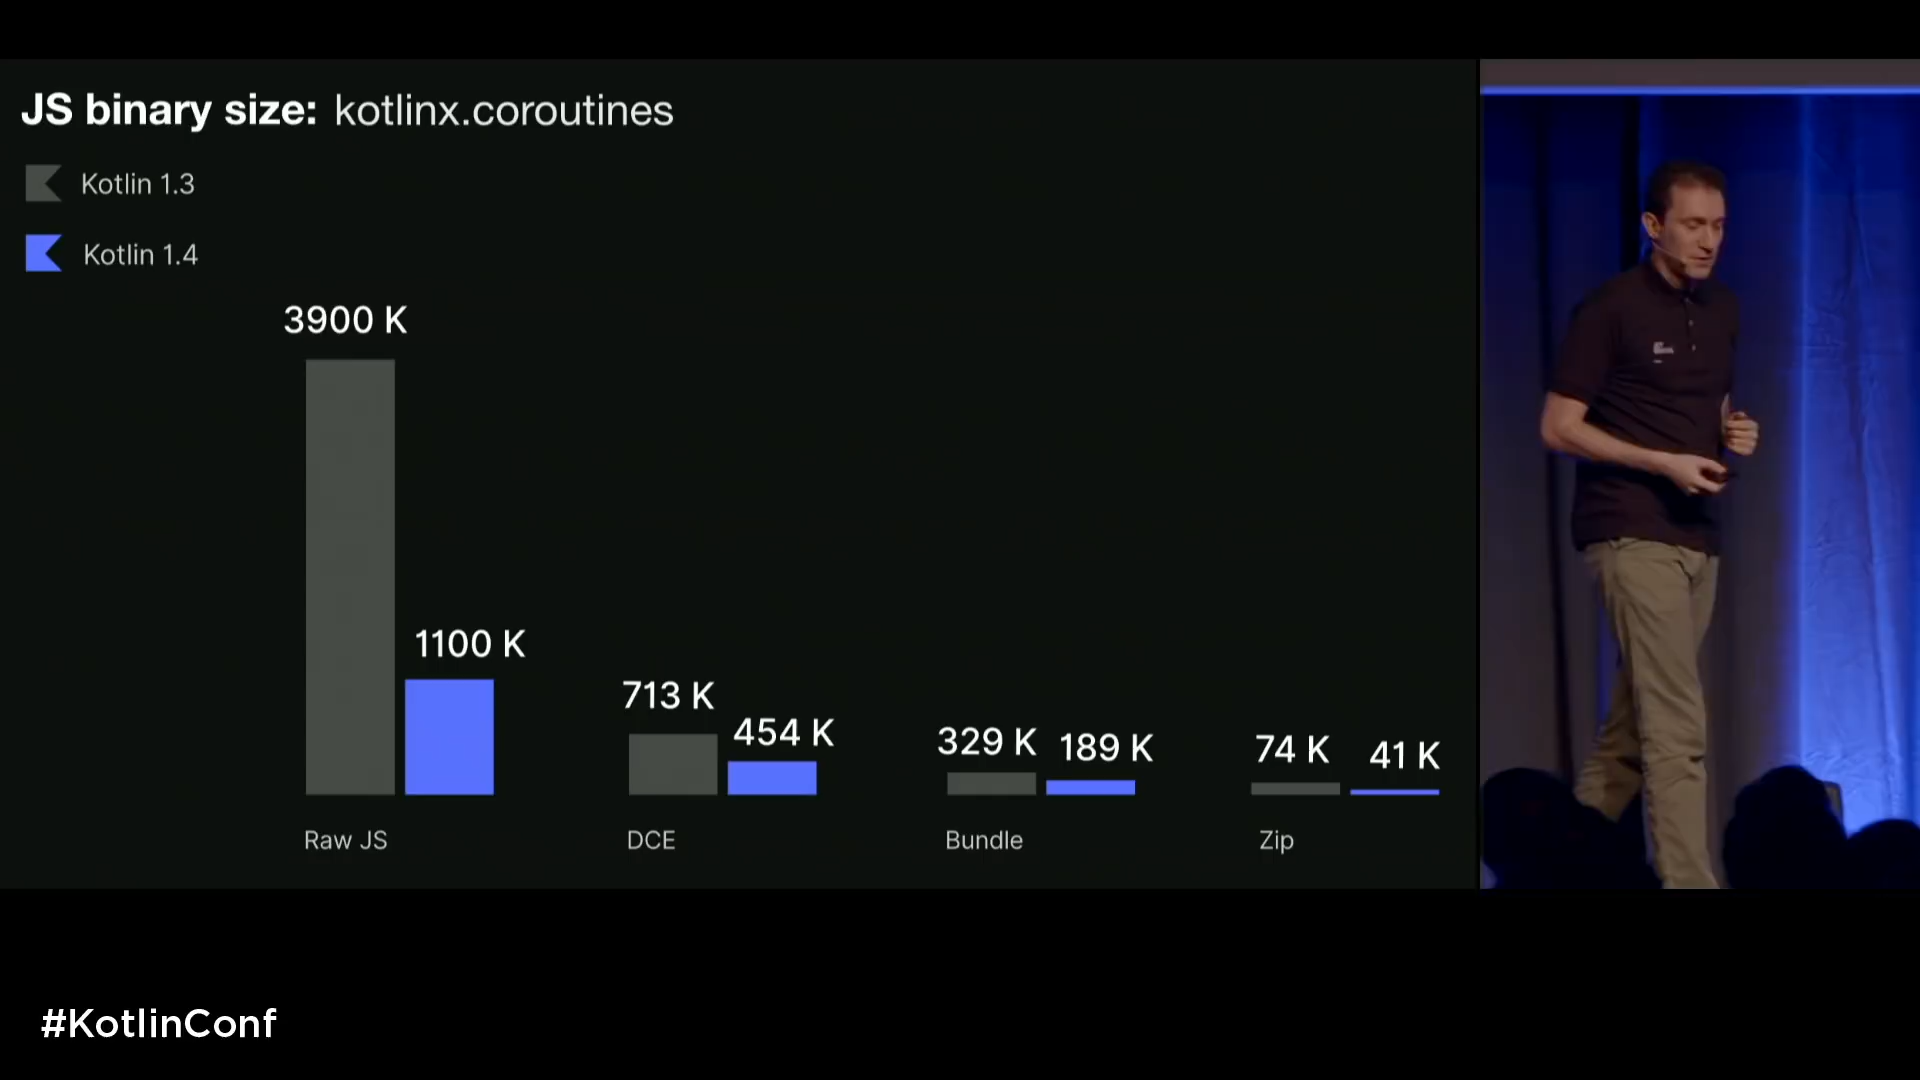 JS binary size: kotlinx.coroutines
Kotlin 1.3
Kotlin 1.4
3900 K
1100 K
713 K
454 K
329 K
189 K
74 K
41 K
Raw JS
DCE
Bundle
Zip
#KotlinConf